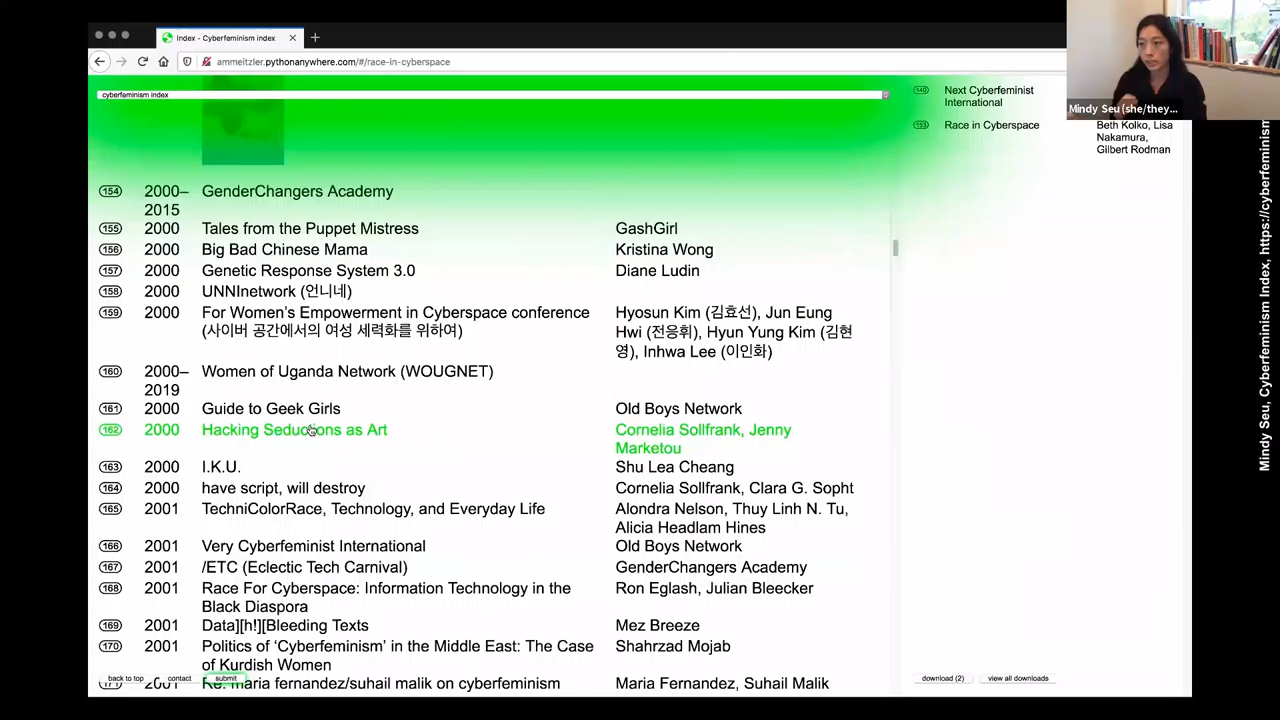 Index - Cyberfeminism index
ammeitzler.pythonanywhere.com/#/race-in-cyberspace
cyberfeminism index
140 Next Cyberfeminist
International
153 Race in Cyberspace
Beth Kolko, Lisa
Nakamura,
Gilbert Rodman
Mindy Seu (she/they...
154 2000– GenderChangers Academy
2015
155 2000 Tales from the Puppet Mistress GashGirl
156 2000 Big Bad Chinese Mama Kristina Wong
157 2000 Genetic Response System 3.0 Diane Ludin
158 2000 UNNInetwork (언니네)
159 2000 For Women’s Empowerment in Cyberspace conference Hyosun Kim (김효선), Jun Eung
(사이버 공간에서의 여성 세력화를 위하여) Hwi (전응휘), Hyun Yung Kim (김현
영), Inhwa Lee (이인화)
160 2000– Women of Uganda Network (WOUGNET)
2019
161 2000 Guide to Geek Girls Old Boys Network
162 2000 Hacking Seductions as Art Cornelia Sollfrank, Jenny
Marketou
163 2000 I.K.U. Shu Lea Cheang
164 2000 have script, will destroy Cornelia Sollfrank, Clara G. Sopht
165 2001 TechniColorRace, Technology, and Everyday Life Alondra Nelson, Thuy Linh N. Tu,
Alicia Headlam Hines
166 2001 Very Cyberfeminist International Old Boys Network
167 2001 /ETC (Eclectic Tech Carnival) GenderChangers Academy
168 2001 Race For Cyberspace: Information Technology in the Ron Eglash, Julian Bleecker
Black Diaspora
169 2001 Data][h!][Bleeding Texts Mez Breeze
170 2001 Politics of ‘Cyberfeminism’ in the Middle East: The Case Shahrzad Mojab
of Kurdish Women
171 2001 Re: maria fernandez/suhail malik on cyberfeminism Maria Fernandez, Suhail Malik
back to top contact submit
download (2) view all downloads
Mindy Seu, Cyberfeminism Index, https://cyberfeminism